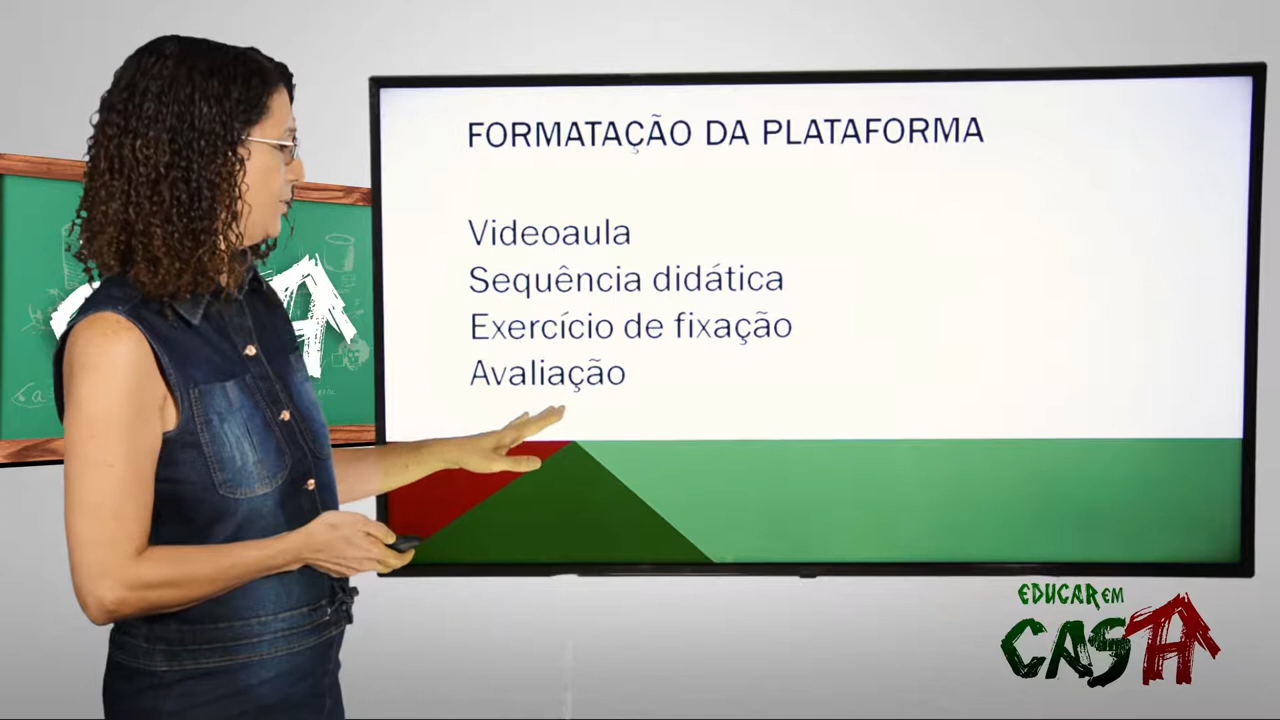 FORMATAÇÃO DA PLATAFORMA
Videoaula
Sequência didática
Exercício de fixação
Avaliação
EDUCAR EM
CASA